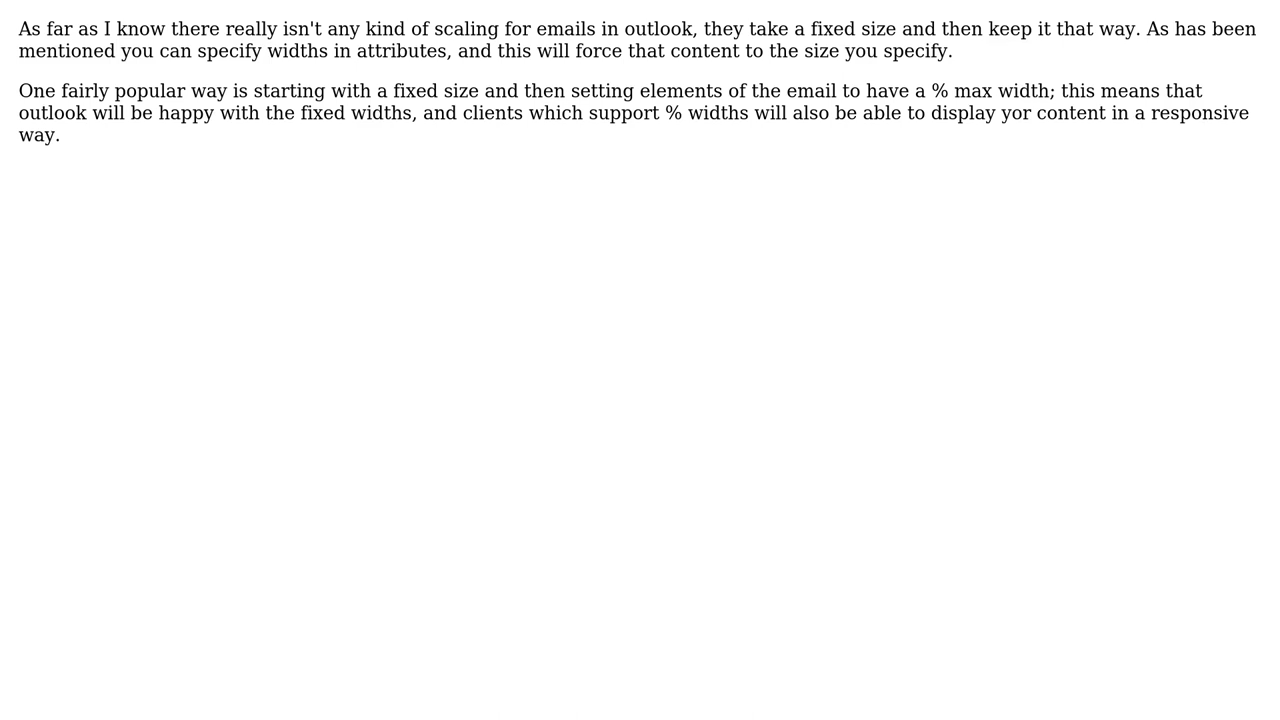 As far as I know there really isn't any kind of scaling for emails in outlook, they take a fixed size and then keep it that way. As has been
mentioned you can specify widths in attributes, and this will force that content to the size you specify.
One fairly popular way is starting with a fixed size and then setting elements of the email to have a % max width; this means that
outlook will be happy with the fixed widths, and clients which support % widths will also be able to display yor content in a responsive
way.